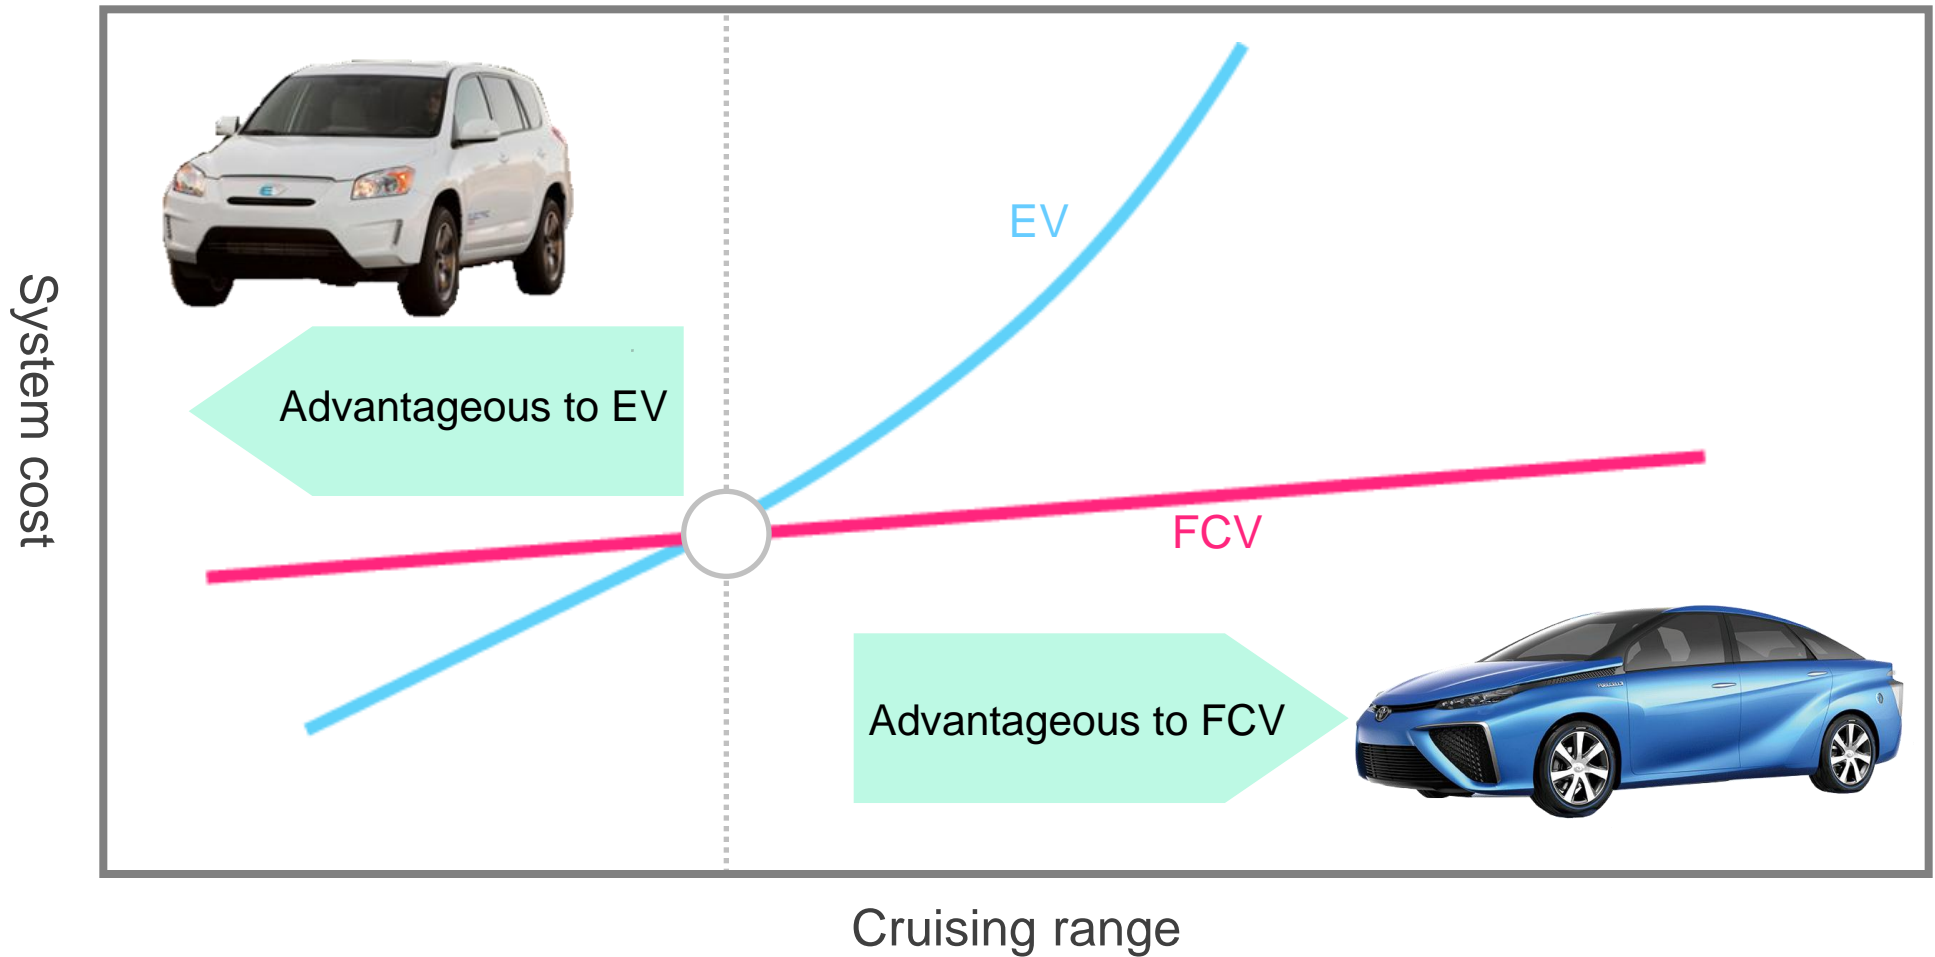 System cost
EV
Advantageous to EV
FCV
Advantageous to FCV
Cruising range